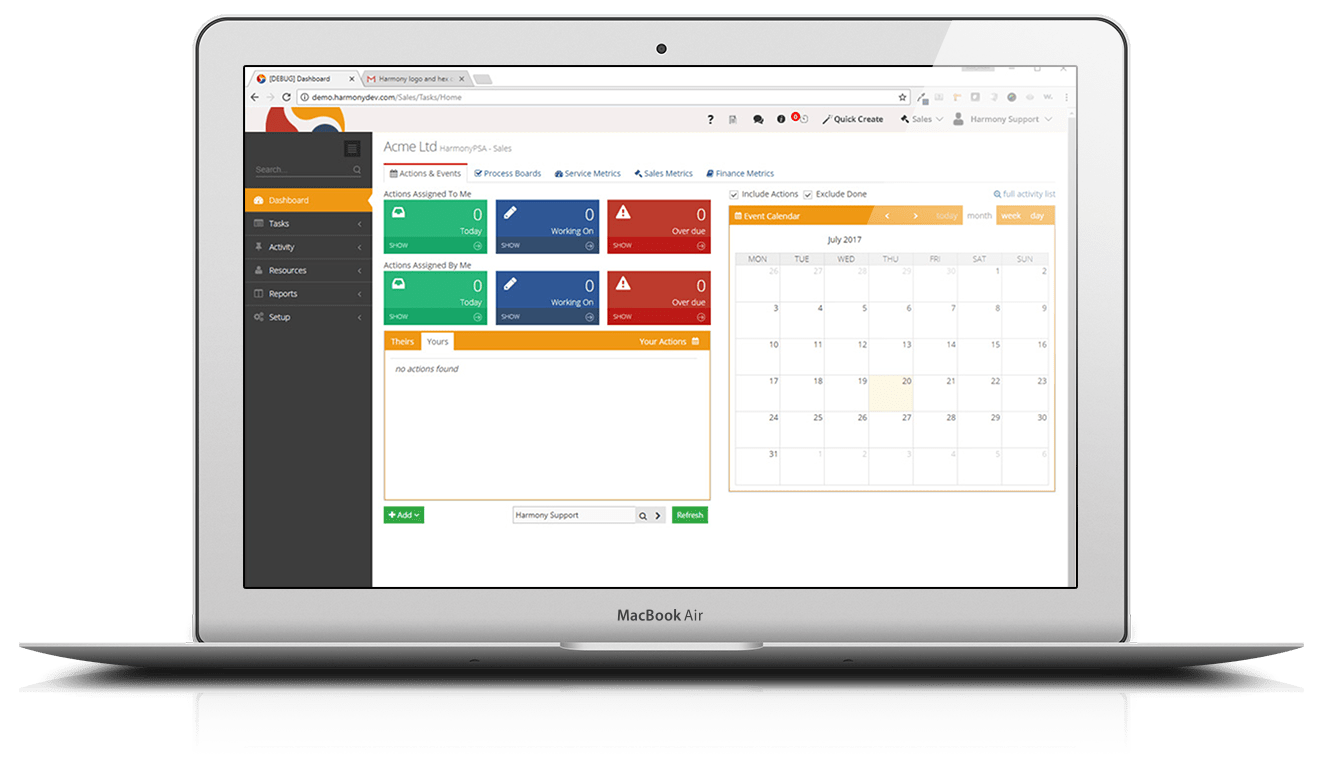 [DEBUG] Dashboard
Harmony logo and hex
demo.harmonydev.com/Sales/Tasks/Home
? 0 Quick Create Sales Harmony Support
Acme Ltd HarmonyPSA - Sales
Search...
Actions & Events Process Boards Service Metrics Sales Metrics Finance Metrics
Dashboard
Tasks
Activity
Resources
Reports
Setup
Actions Assigned To Me
0 Today SHOW
0 Working On SHOW
0 Over due SHOW
Actions Assigned By Me
0 Today SHOW
0 Working On SHOW
0 Over due SHOW
Theirs Yours Your Actions
no actions found
+ Add Harmony Support Refresh
Include Actions Exclude Done full activity list
Event Calendar < > today month week day
July 2017
MON TUE WED THU FRI SAT SUN
26 27 28 29 30 1 2
3 4 5 6 7 8 9
10 11 12 13 14 15 16
17 18 19 20 21 22 23
24 25 26 27 28 29 30
31 1 2 3 4 5 6
MacBook Air